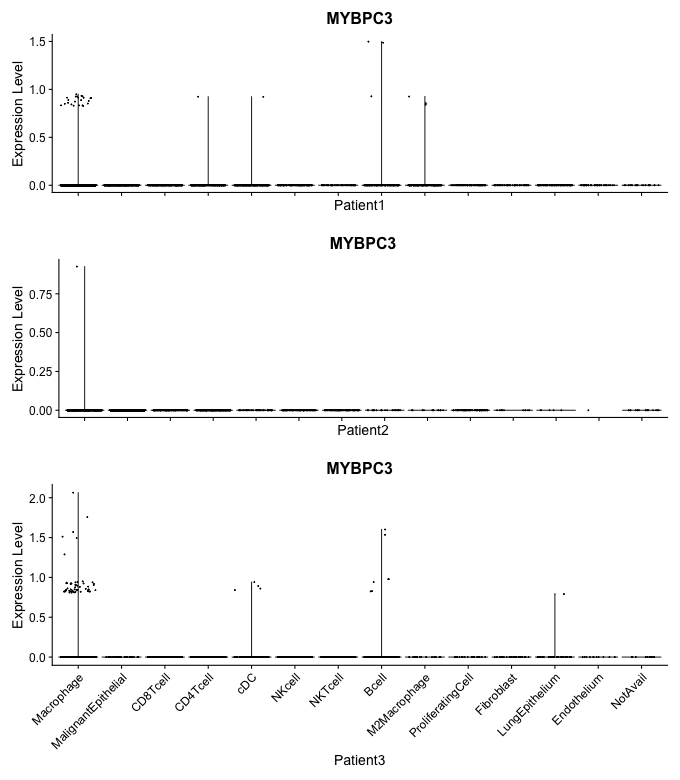 MYBPC3
Expression Level
1.5
1.0
0.5
0.0
Patient1
MYBPC3
Expression Level
0.75
0.50
0.25
0.00
Patient2
MYBPC3
Expression Level
2.0
1.5
1.0
0.5
0.0
Macrophage
MalignantEpithelial
CD8Tcell
CD4Tcell
cDC
NKcell
NKTcell
Bcell
M2Macrophage
ProliferatingCell
Fibroblast
LungEpithelium
Endothelium
NotAvail
Patient3